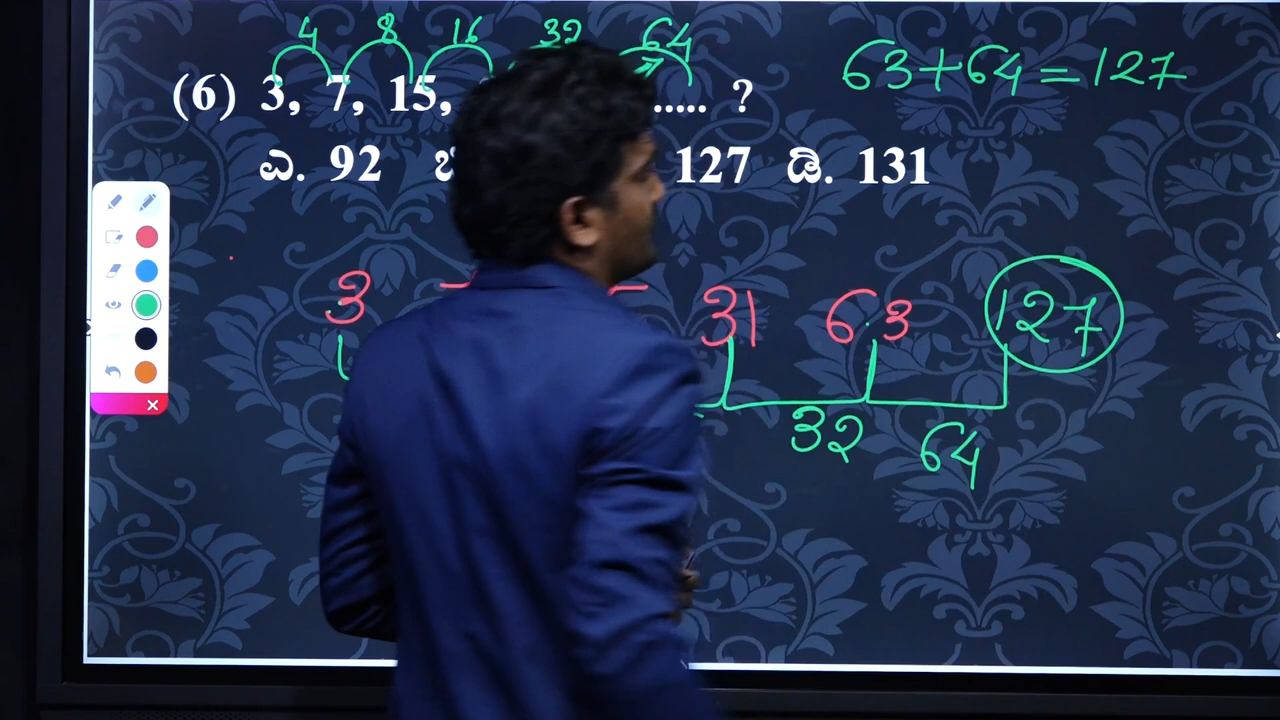 4 8 16 32 64
(6) 3, 7, 15, ..... ? 63+64=127
ಎ. 92 127 ಡಿ. 131
3 31 63 127
32 64